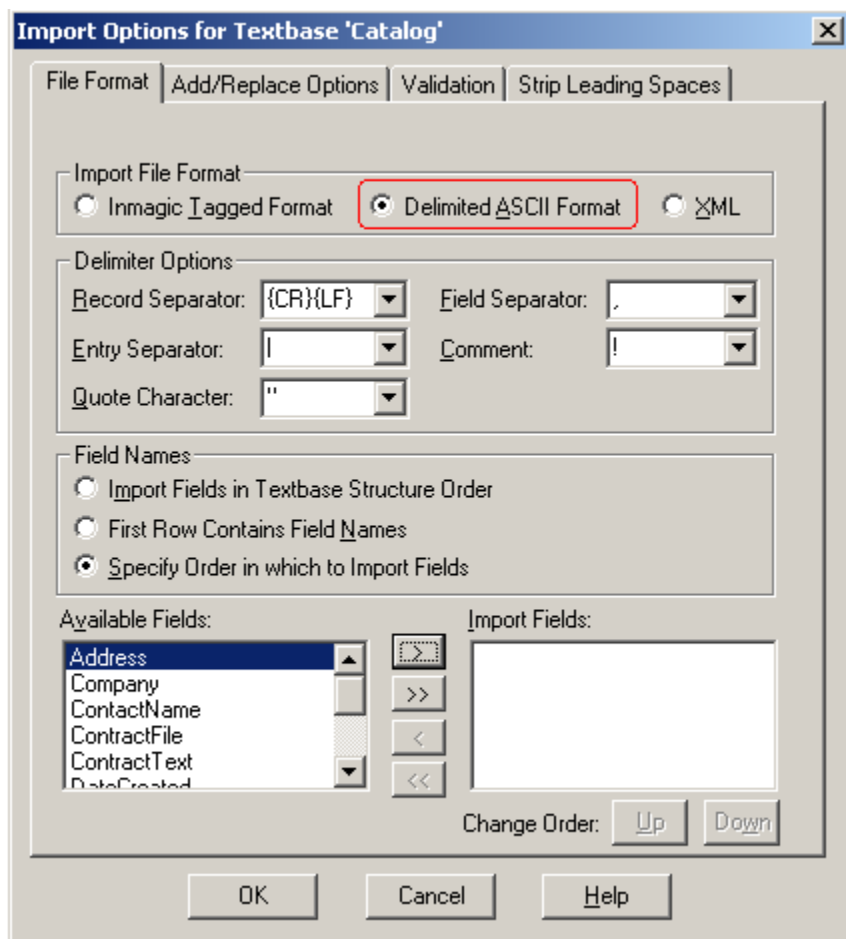 Import Options for Textbase 'Catalog'
File Format Add/Replace Options Validation Strip Leading Spaces
Import File Format
Inmagic Tagged Format Delimited ASCII Format XML
Delimiter Options
Record Separator: {CR}{LF} Field Separator: ,
Entry Separator: | Comment: !
Quote Character: "
Field Names
Import Fields in Textbase Structure Order
First Row Contains Field Names
Specify Order in which to Import Fields
Available Fields: Import Fields:
Address >
Company >>
ContactName
ContractFile <
ContractText
DateCreated <<
Change Order: Up Down
OK Cancel Help